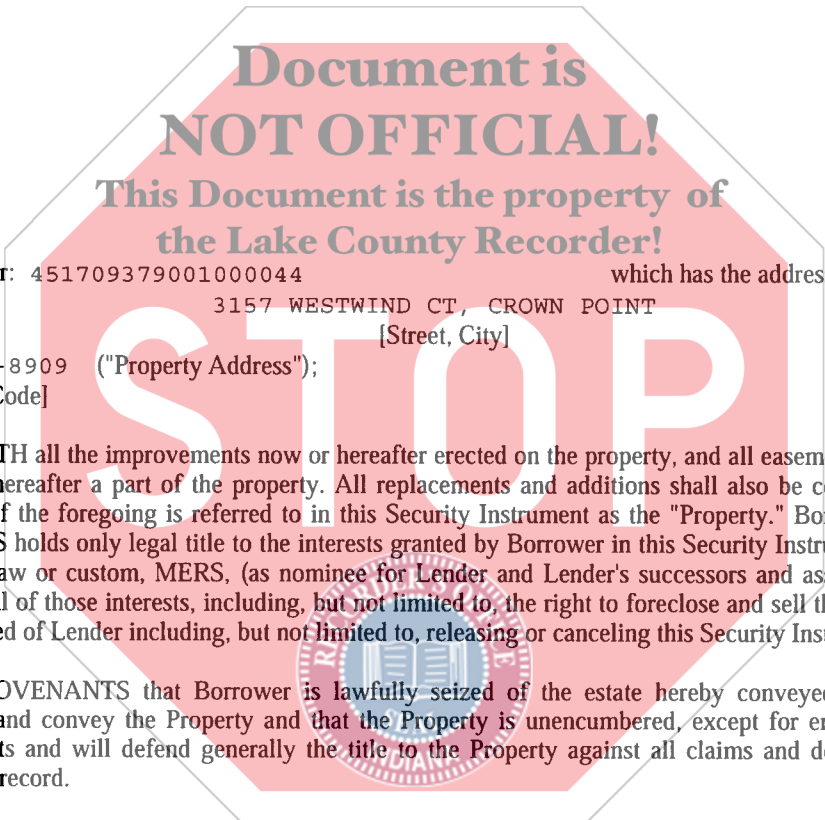 Document is
NOT OFFICIAL!
This Document is the property of
the Lake County Recorder!
r: 451709379001000044 which has the addres
3157 WESTWIND CT, CROWN POINT
[Street, City]
-8909 ("Property Address");
Code]
STOP
TH all the improvements now or hereafter erected on the property, and all easem
hereafter a part of the property. All replacements and additions shall also be c
f the foregoing is referred to in this Security Instrument as the "Property." Bo
S holds only legal title to the interests granted by Borrower in this Security Instr
aw or custom, MERS, (as nominee for Lender and Lender's successors and as
l of those interests, including, but not limited to, the right to foreclose and sell th
ed of Lender including, but not limited to, releasing or canceling this Security Ins
RECORDER'S OFFICE
SEAL
INDIANA
OVENANTS that Borrower is lawfully seized of the estate hereby conveyed
and convey the Property and that the Property is unencumbered, except for en
ts and will defend generally the title to the Property against all claims and d
record.